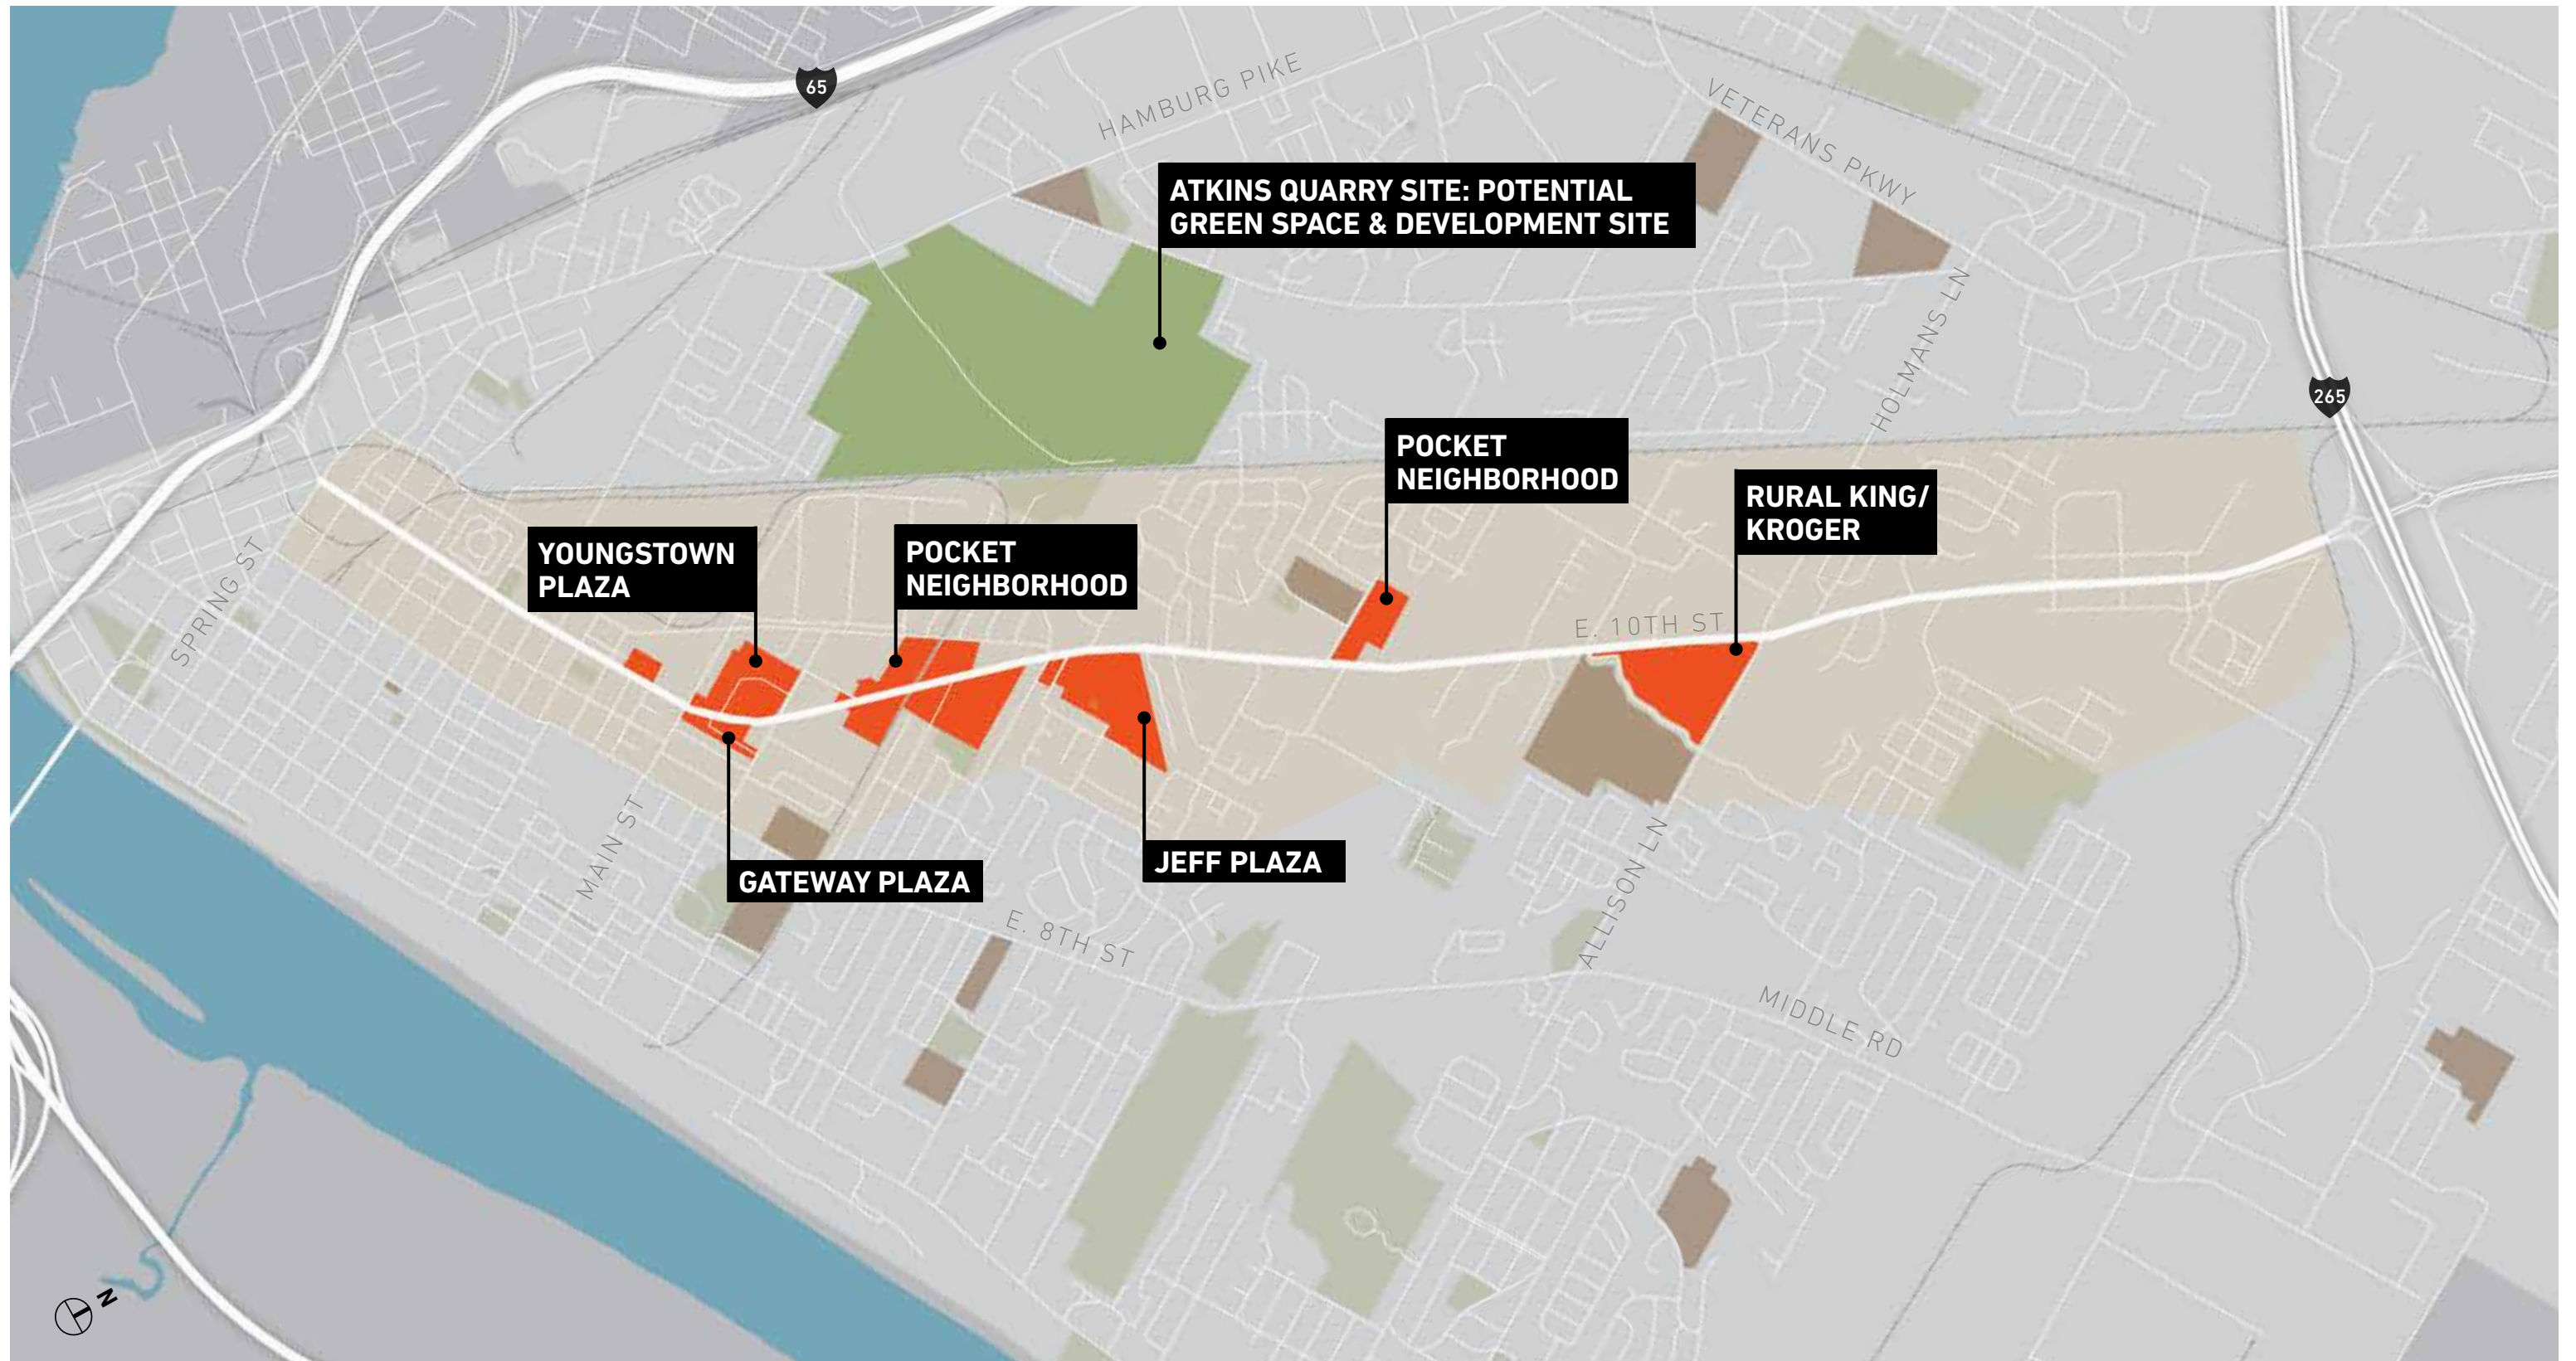 65
HAMBURG PIKE
VETERANS PKWY
ATKINS QUARRY SITE: POTENTIAL
GREEN SPACE & DEVELOPMENT SITE
HOLMANS LN
265
POCKET
NEIGHBORHOOD
RURAL KING/
KROGER
YOUNGSTOWN
PLAZA
POCKET
NEIGHBORHOOD
SPRING ST
E. 10TH ST
MAIN ST
GATEWAY PLAZA
JEFF PLAZA
ALLISON LN
E. 8TH ST
MIDDLE RD
N